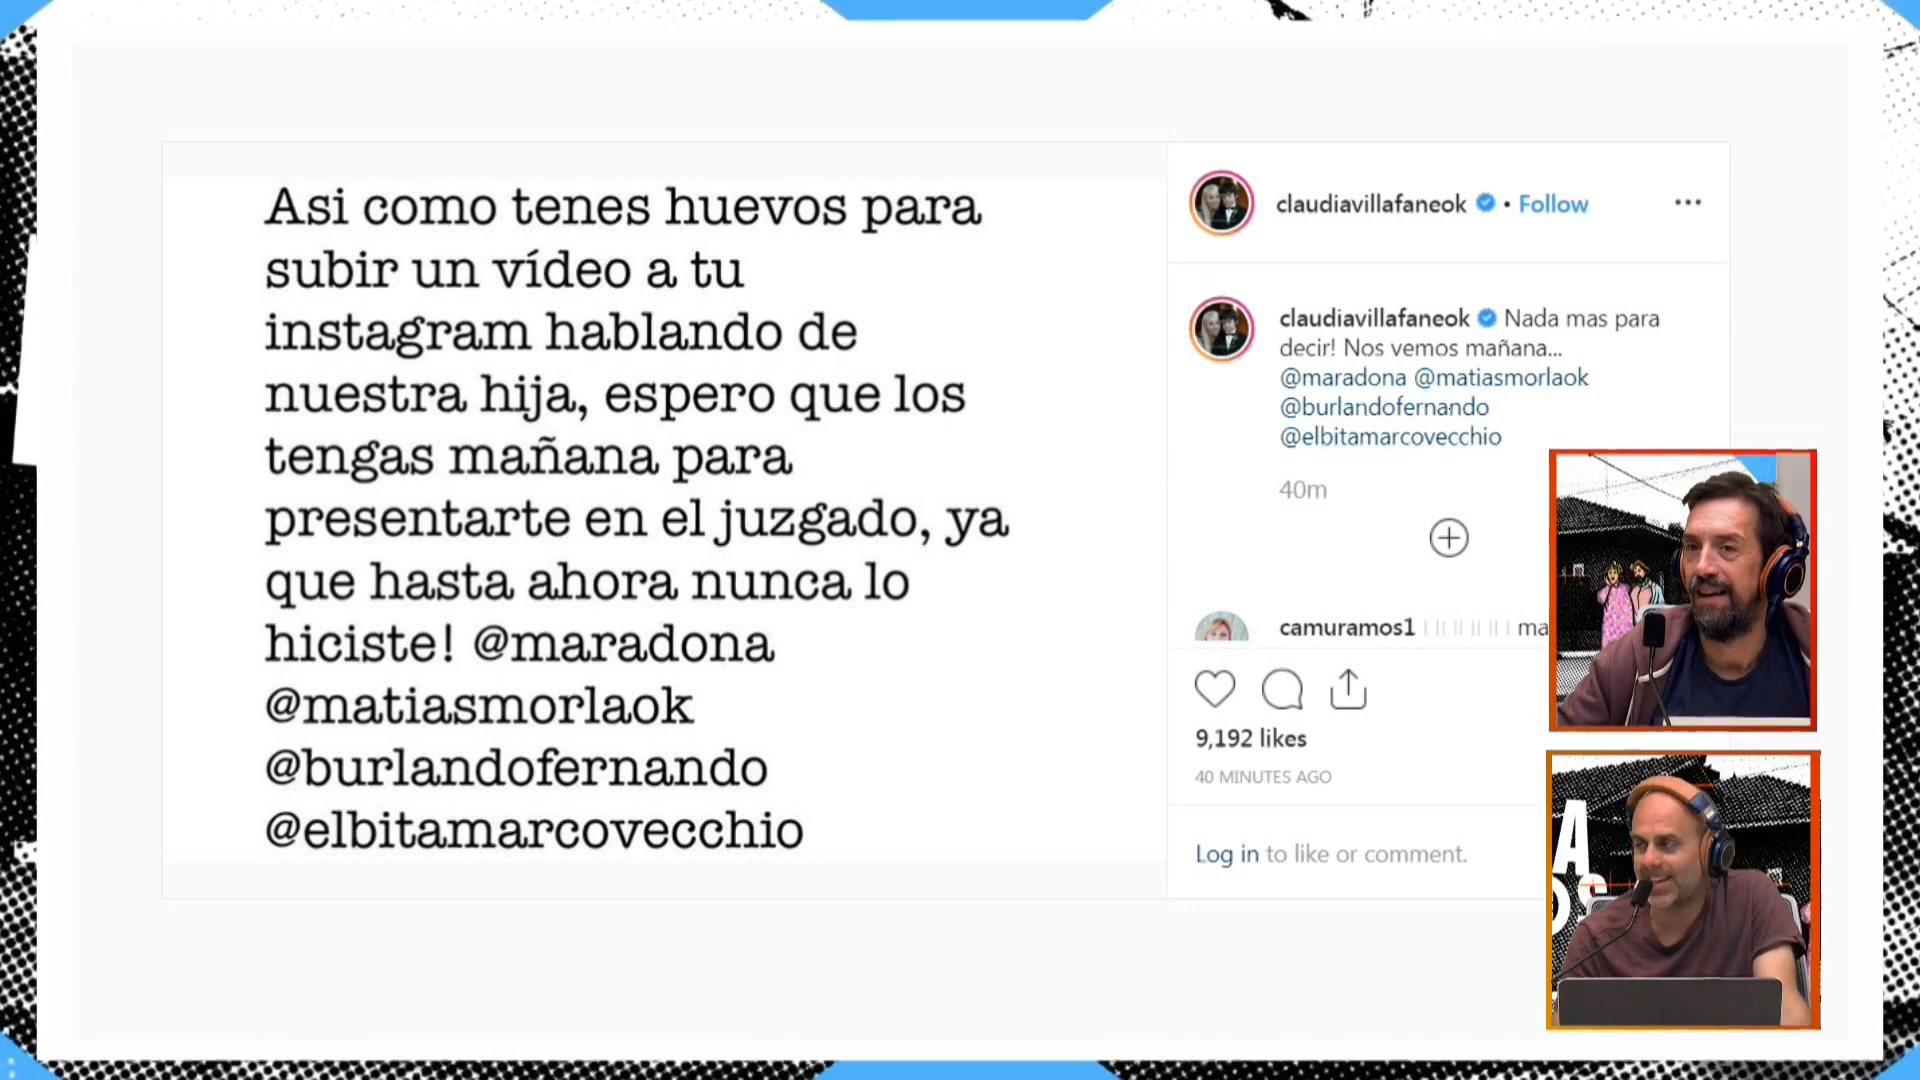 Asi como tenes huevos para
subir un vídeo a tu
instagram hablando de
nuestra hija, espero que los
tengas mañana para
presentarte en el juzgado, ya
que hasta ahora nunca lo
hiciste! @maradona
@matiasmorlaok
@burlandofernando
@elbitamarcovecchio
claudiavillafaneok • Follow
claudiavillafaneok Nada mas para
decir! Nos vemos mañana...
@maradona @matiasmorlaok
@burlandofernando
@elbitamarcovecchio
40m
camuramos1 ma
9,192 likes
40 MINUTES AGO
Log in to like or comment.